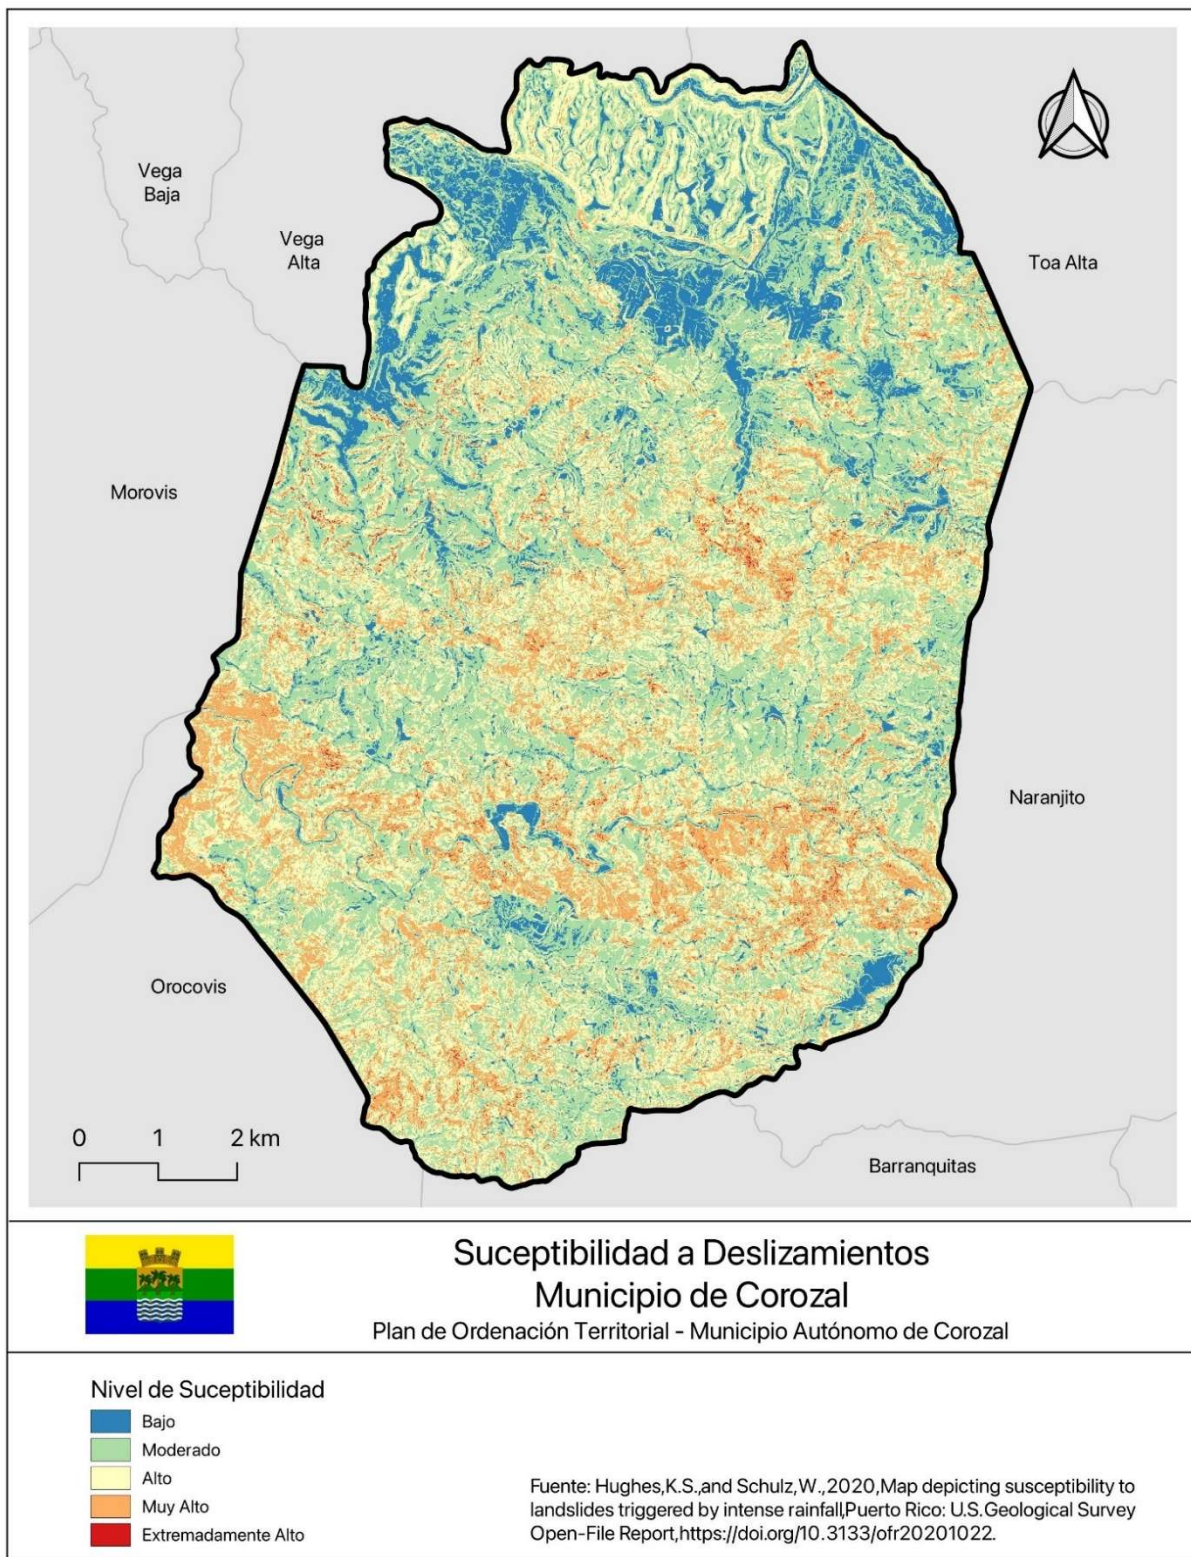 Vega
Baja
Vega
Alta
Toa Alta
Morovis
Naranjito
Orocovis
Barranquitas
0 1 2 km
Suceptibilidad a Deslizamientos
Municipio de Corozal
Plan de Ordenación Territorial - Municipio Autónomo de Corozal
Nivel de Suceptibilidad
Bajo
Moderado
Alto
Muy Alto
Extremadamente Alto
Fuente: Hughes,K.S.,and Schulz,W.,2020,Map depicting susceptibility to
landslides triggered by intense rainfall,Puerto Rico: U.S.Geological Survey
Open-File Report,https://doi.org/10.3133/ofr20201022.